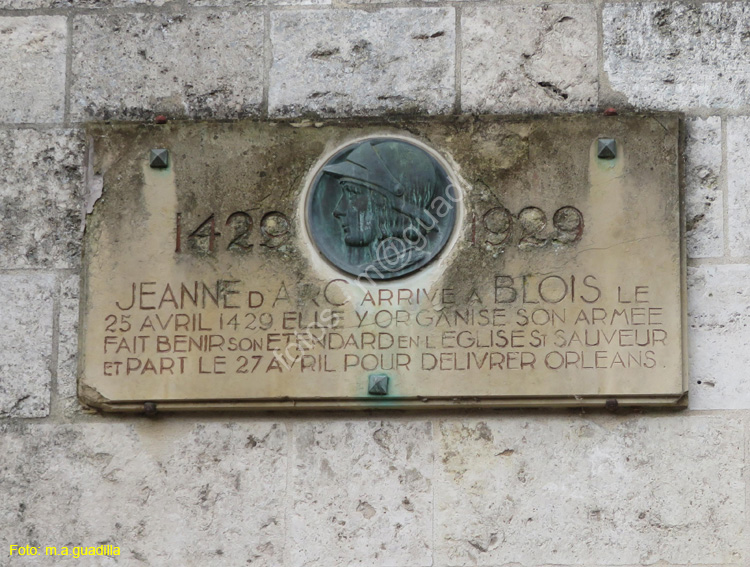 1429 1929
JEANNE D'ARC ARRIVE A BLOIS LE
25 AVRIL 1429 ELLE Y ORGANISE SON ARMEE
FAIT BENIR SON ETENDARD EN L'EGLISE ST SAUVEUR
ET PART LE 27 AVRIL POUR DELIVRER ORLEANS.
Foto: m.a.guadilla